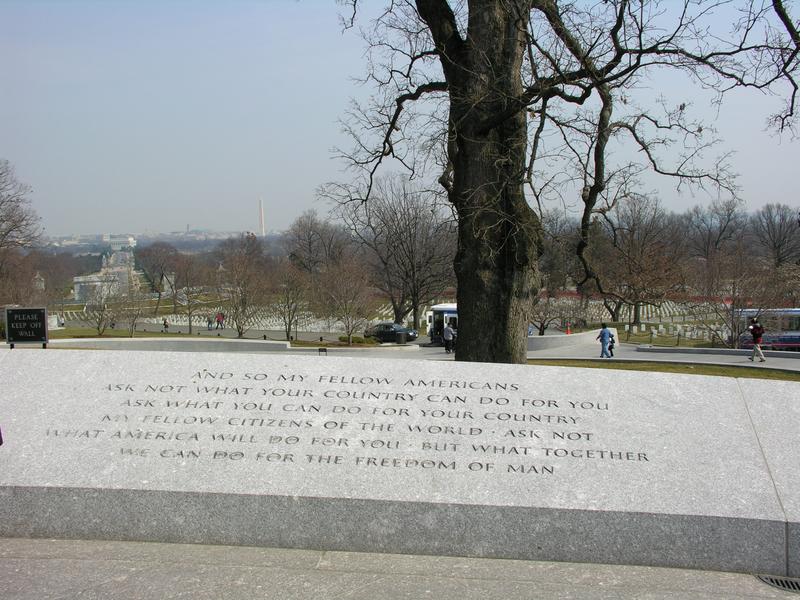 PLEASE
KEEP OFF
WALL
AND SO MY FELLOW AMERICANS
ASK NOT WHAT YOUR COUNTRY CAN DO FOR YOU
ASK WHAT YOU CAN DO FOR YOUR COUNTRY
MY FELLOW CITIZENS OF THE WORLD · ASK NOT
WHAT AMERICA WILL DO FOR YOU · BUT WHAT TOGETHER
WE CAN DO FOR THE FREEDOM OF MAN